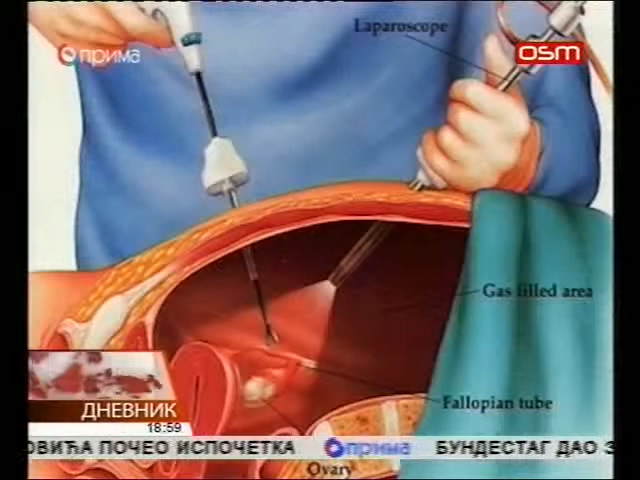 Laparoscope
прима
OSM
Gas filled area
Fallopian tube
ДНЕВНИК
18:59
ОВИЋА ПОЧЕО ИСПОЧЕТКА прима БУНДЕСТАГ ДАО З
Ovary